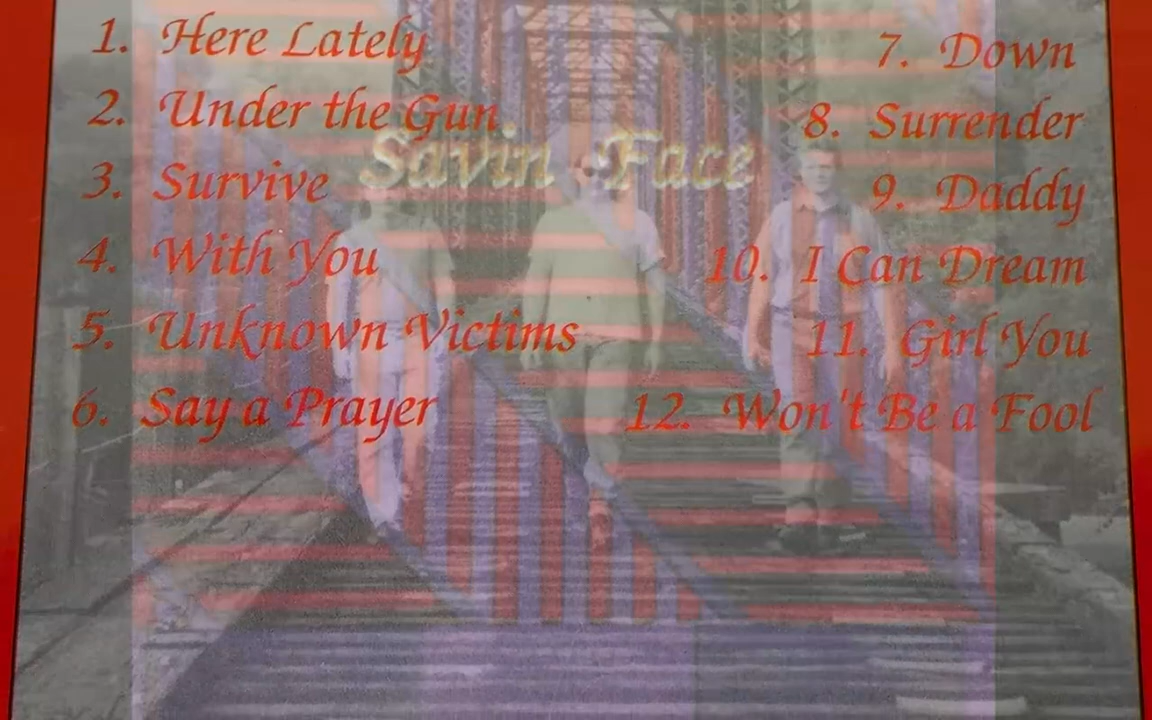 1. Here Lately
2. Under the Gun
3. Survive
4. With You
5. Unknown Victims
6. Say a Prayer
Savin Face
7. Down
8. Surrender
9. Daddy
10. I Can Dream
11. Girl You
12. Won't Be a Fool